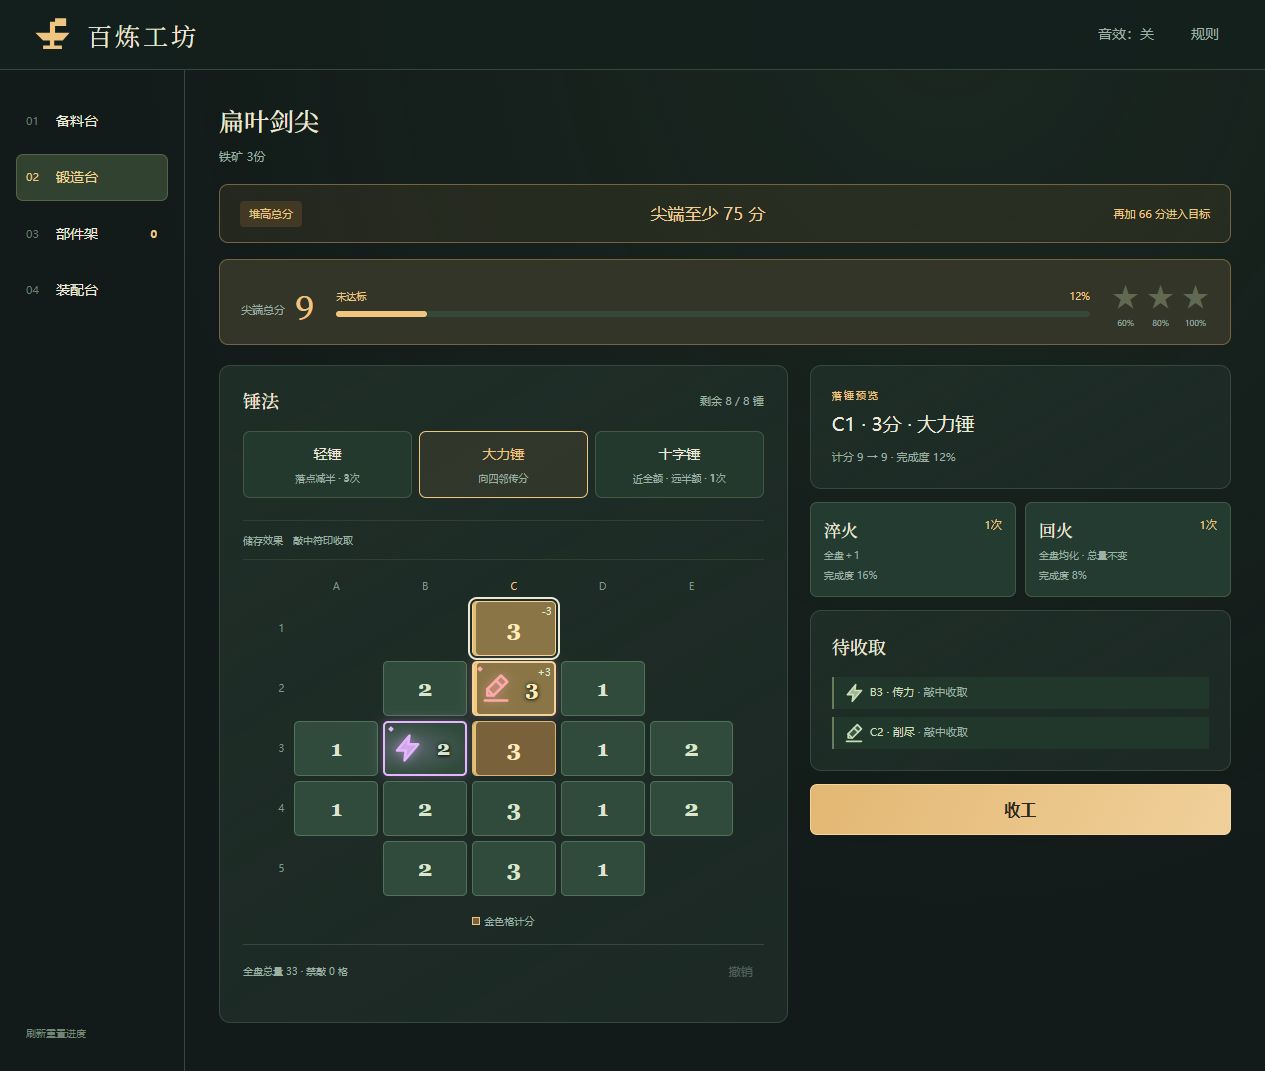 百炼工坊
音效：关
规则
01 备料台
02 锻造台
03 部件架 0
04 装配台
刷新重置进度
扁叶剑尖
铁矿 3份
堆高总分
尖端至少 75 分
再加 66 分进入目标
尖端总分 9
未达标
12%
60%
80%
100%
锤法
剩余 8 / 8 锤
轻锤
落点减半 · 3次
大力锤
向四邻传分
十字锤
近全额 · 远半额 · 1次
储存效果 敲中符印收取
A B C D E
1 3 -3
2 2 3 +3 1
3 1 2 3 1 2
4 1 2 3 1 2
5 2 3 1
金色格计分
全盘总量 33 · 禁敲 0 格
撤销
落锤预览
C1 · 3分 · 大力锤
计分 9 → 9 · 完成度 12%
淬火 1次
全盘 + 1
完成度 16%
回火 1次
全盘均化 · 总量不变
完成度 8%
待收取
B3 · 传力 · 敲中收取
C2 · 削尽 · 敲中收取
收工